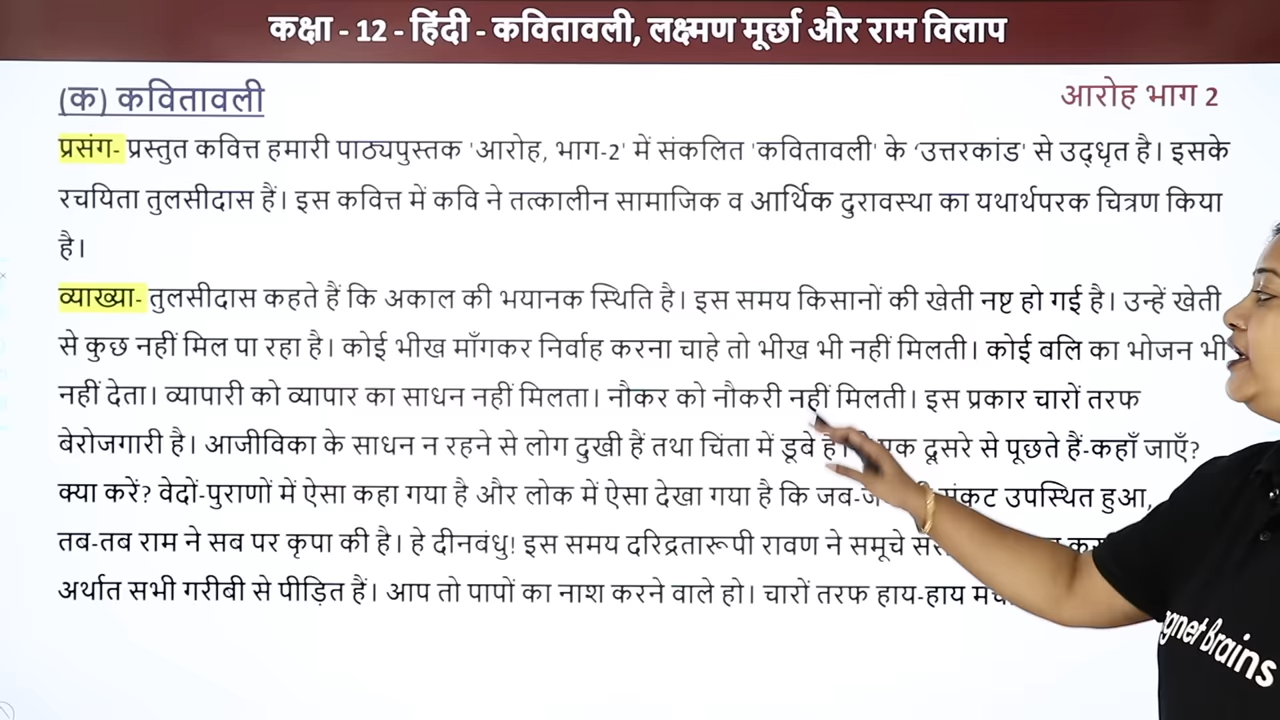 कक्षा - 12 - हिंदी - कवितावली, लक्ष्मण मूर्छा और राम विलाप
(क) कवितावली
आरोह भाग 2
प्रसंग- प्रस्तुत कवित्त हमारी पाठ्यपुस्तक 'आरोह, भाग-2' में संकलित 'कवितावली' के ‘उत्तरकांड' से उद्धृत है। इसके
रचयिता तुलसीदास हैं। इस कवित्त में कवि ने तत्कालीन सामाजिक व आर्थिक दुरावस्था का यथार्थपरक चित्रण किया
है।
व्याख्या- तुलसीदास कहते हैं कि अकाल की भयानक स्थिति है। इस समय किसानों की खेती नष्ट हो गई है। उन्हें खेती
से कुछ नहीं मिल पा रहा है। कोई भीख माँगकर निर्वाह करना चाहे तो भीख भी नहीं मिलती। कोई बलि का भोजन भी
नहीं देता। व्यापारी को व्यापार का साधन नहीं मिलता। नौकर को नौकरी नहीं मिलती। इस प्रकार चारों तरफ
बेरोजगारी है। आजीविका के साधन न रहने से लोग दुखी हैं तथा चिंता में डूबे दूसरे से पूछते हैं-कहाँ जाएँ?
क्या करें? वेदों-पुराणों में ऐसा कहा गया है और लोक में ऐसा देखा गया है कि संकट उपस्थित हुआ,
तब-तब राम ने सब पर कृपा की है। हे दीनबंधु! इस समय दरिद्रतारूपी रावण ने समूचे
अर्थात सभी गरीबी से पीड़ित हैं। आप तो पापों का नाश करने वाले हो। चारों तरफ हाय-हाय
gnet Brains